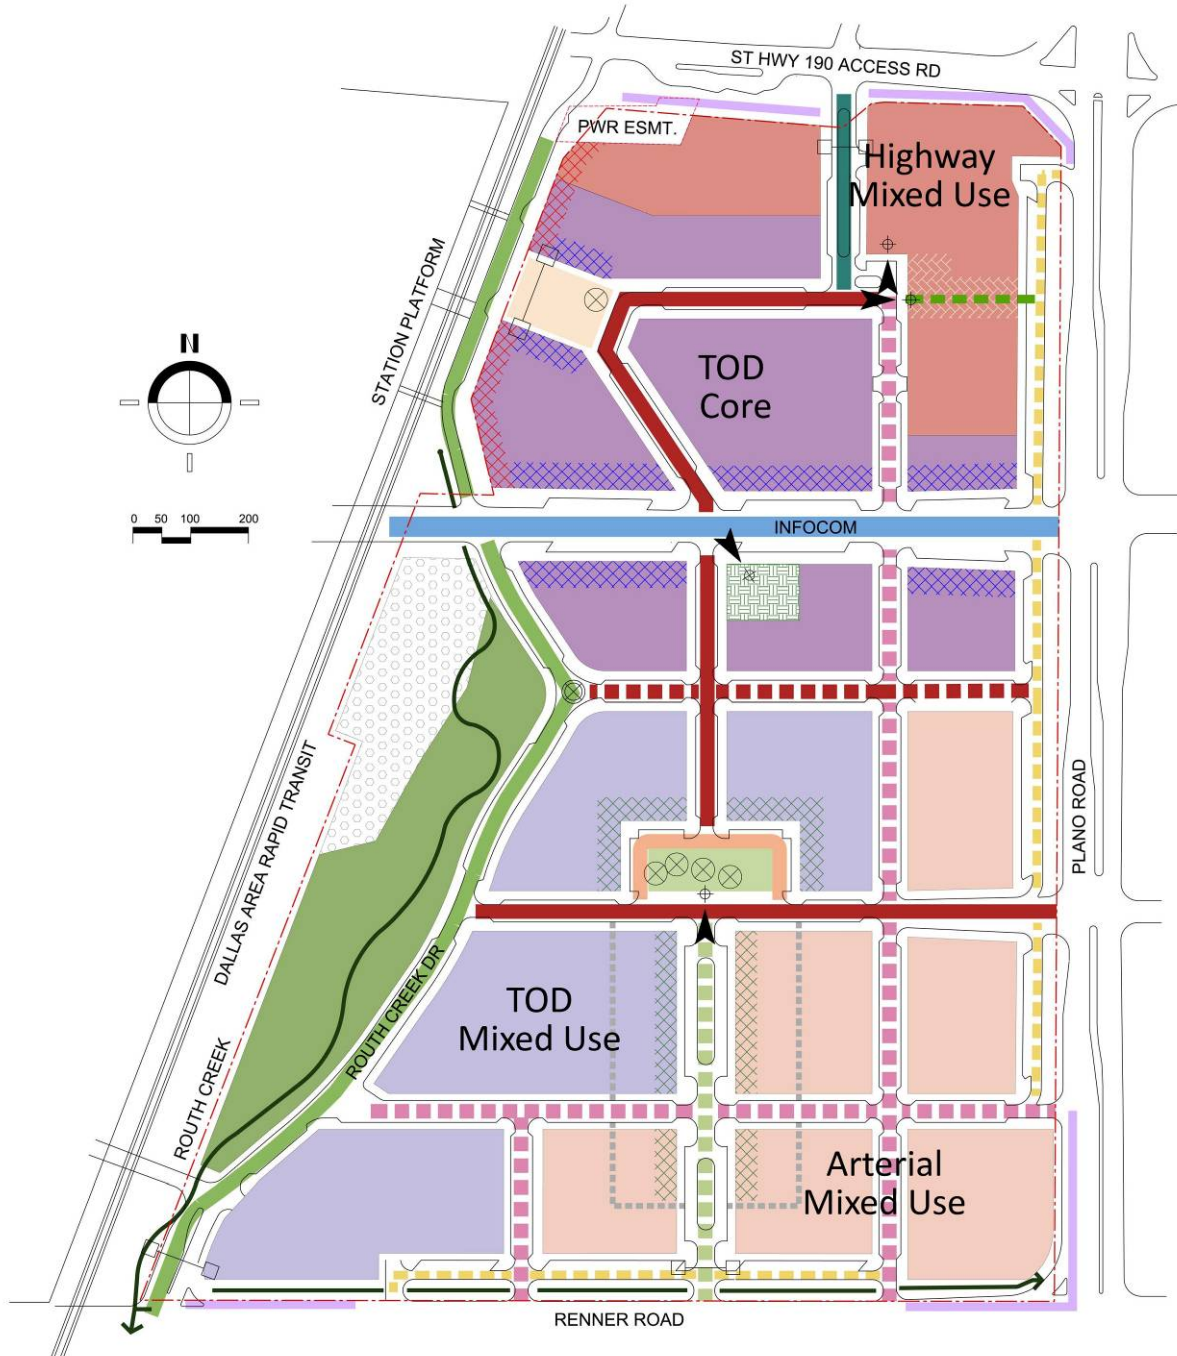 ST HWY 190 ACCESS RD
PWR ESMT.
Highway
Mixed Use
STATION PLATFORM
N
TOD
Core
0 50 100 200
INFOCOM
DALLAS AREA RAPID TRANSIT
PLANO ROAD
ROUTH CREEK DR
TOD
Mixed Use
ROUTH CREEK
Arterial
Mixed Use
RENNER ROAD